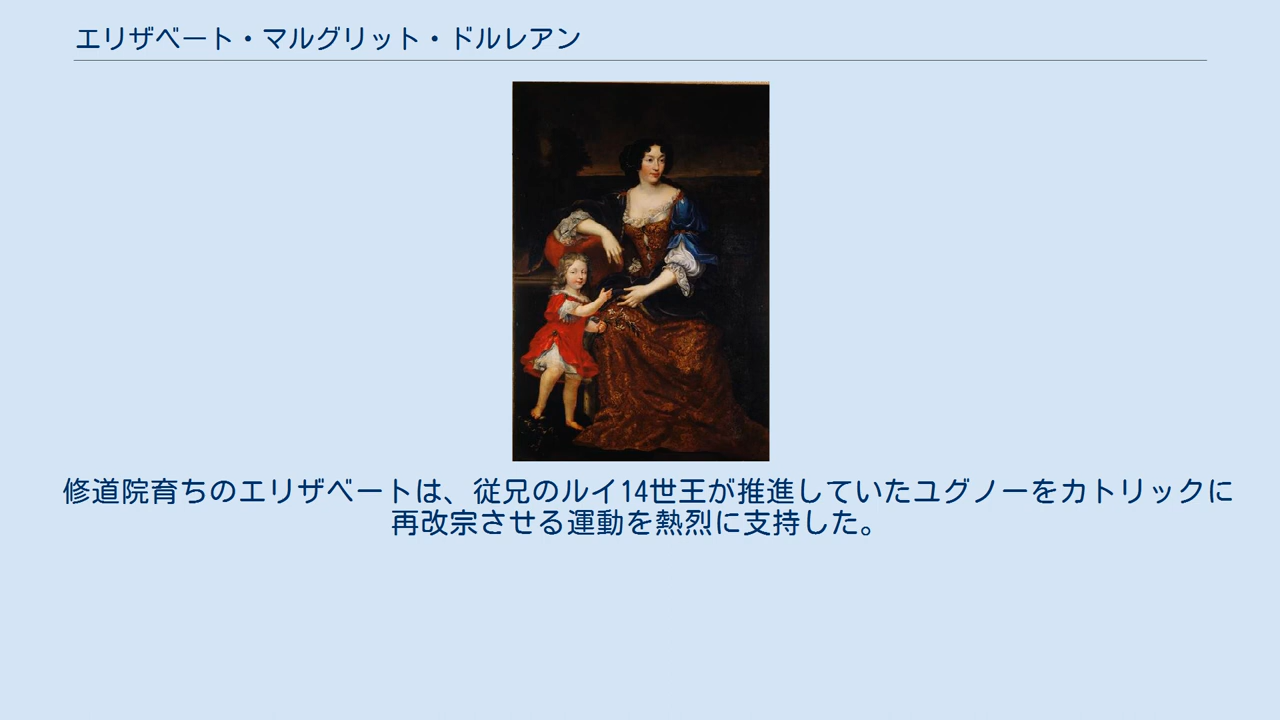 エリザベート・マルグリット・ドルレアン
修道院育ちのエリザベートは、従兄のルイ14世王が推進していたユグノーをカトリックに
再改宗させる運動を熱烈に支持した。